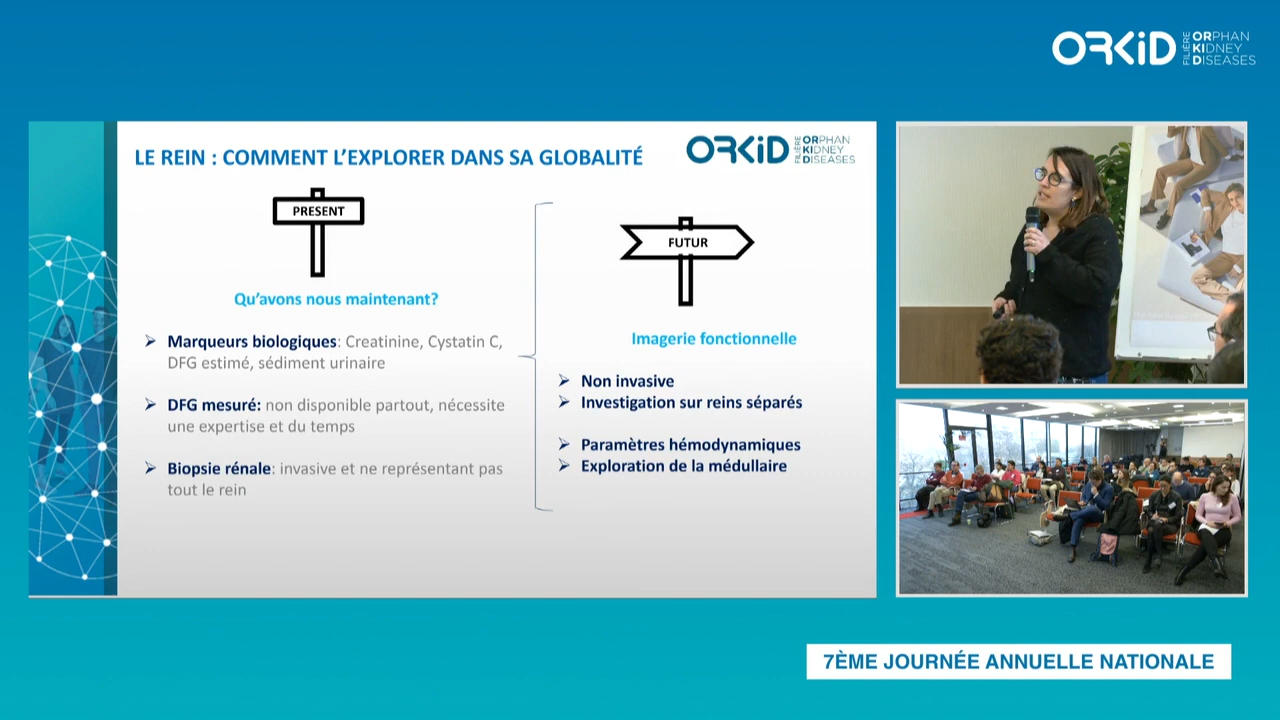 ORKiD
FILIÈRE
ORPHAN
KIDNEY
DISEASES
LE REIN : COMMENT L'EXPLORER DANS SA GLOBALITÉ
ORKiD
FILIÈRE
ORPHAN
KIDNEY
DISEASES
PRESENT
Qu'avons nous maintenant?
Marqueurs biologiques: Creatinine, Cystatin C,
DFG estimé, sédiment urinaire
DFG mesuré: non disponible partout, nécessite
une expertise et du temps
Biopsie rénale: invasive et ne représentant pas
tout le rein
FUTUR
Imagerie fonctionnelle
Non invasive
Investigation sur reins séparés
Paramètres hémodynamiques
Exploration de la médullaire
7ÈME JOURNÉE ANNUELLE NATIONALE